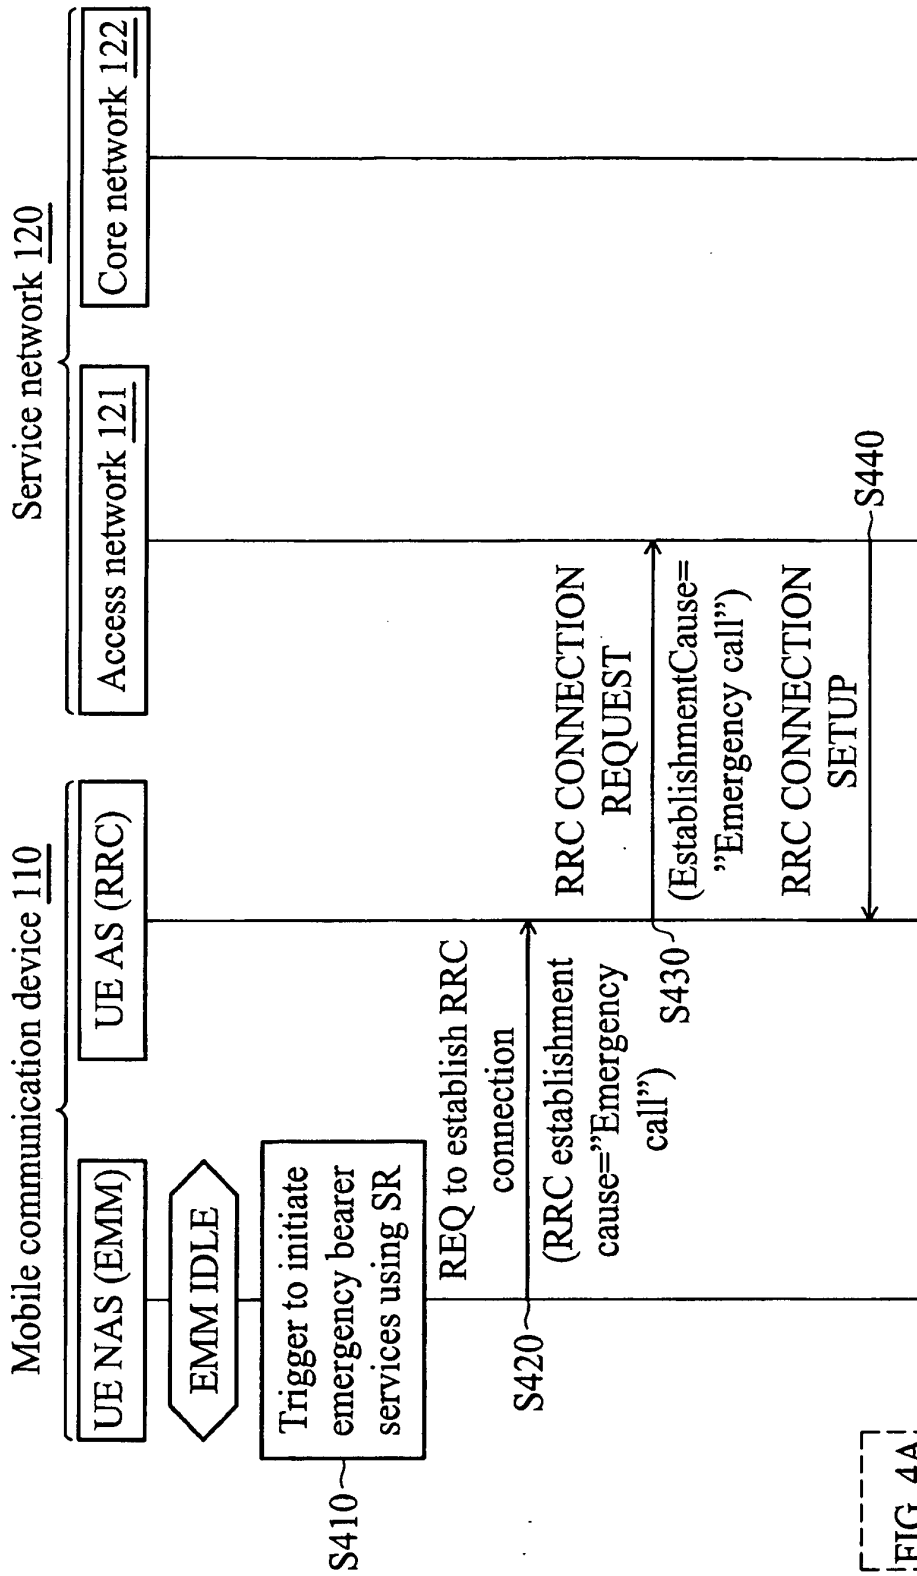 Mobile communication device 110
Service network 120
UE NAS (EMM)
UE AS (RRC)
Access network 121
Core network 122
EMM IDLE
S410
Trigger to initiate
emergency bearer
services using SR
REQ to establish RRC
connection
S420
(RRC establishment
cause=”Emergency
call”)
RRC CONNECTION
REQUEST
S430
(EstablishmentCause=
”Emergency call”)
RRC CONNECTION
SETUP
S440
FIG. 4A